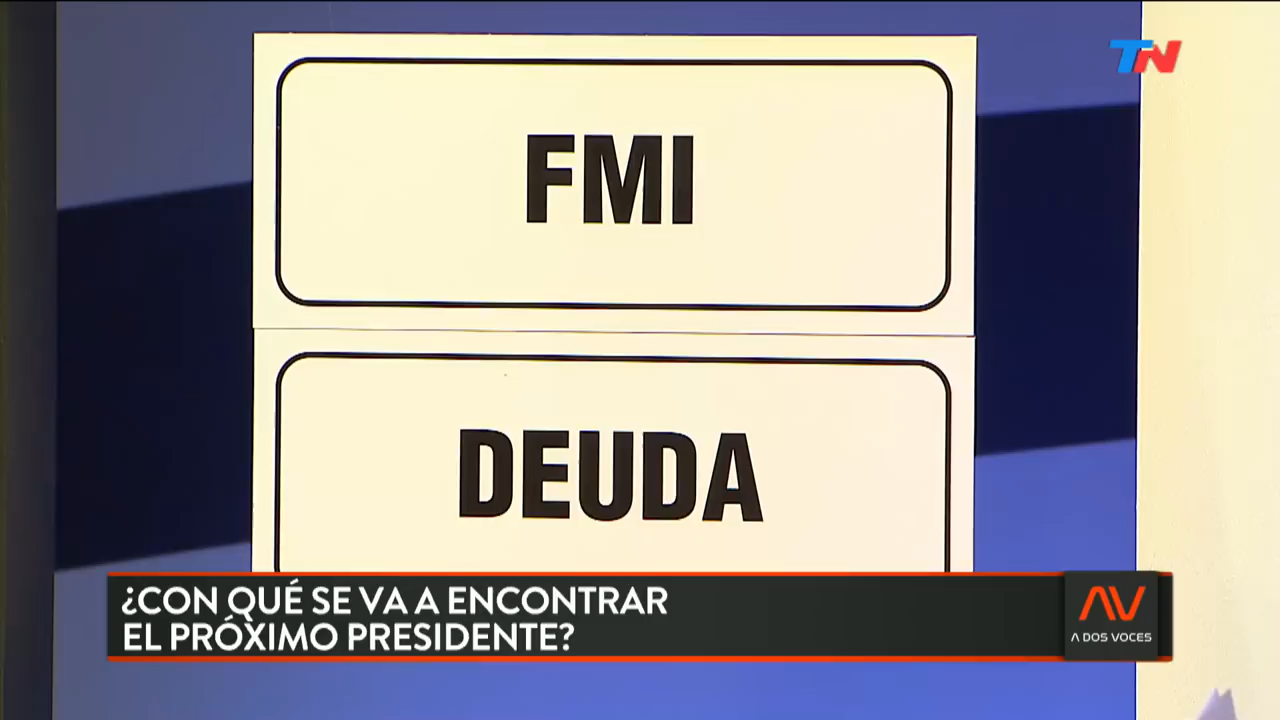 TN
FMI
DEUDA
¿CON QUÉ SE VA A ENCONTRAR
EL PRÓXIMO PRESIDENTE?
AV
A DOS VOCES